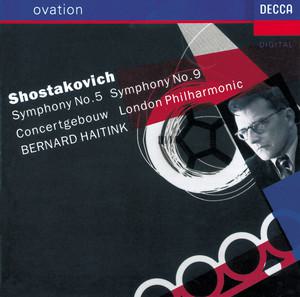 ovation
DECCA
DIGITAL
Shostakovich
Symphony No.5 Symphony No.9
Concertgebouw London Philharmonic
BERNARD HAITINK